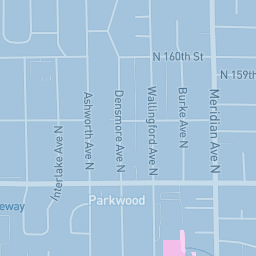 N 160th St
N 159th
Interlake Ave N
Ashworth Ave N
Densmore Ave N
Wallingford Ave N
Burke Ave N
Meridian Ave N
Parkwood
eway